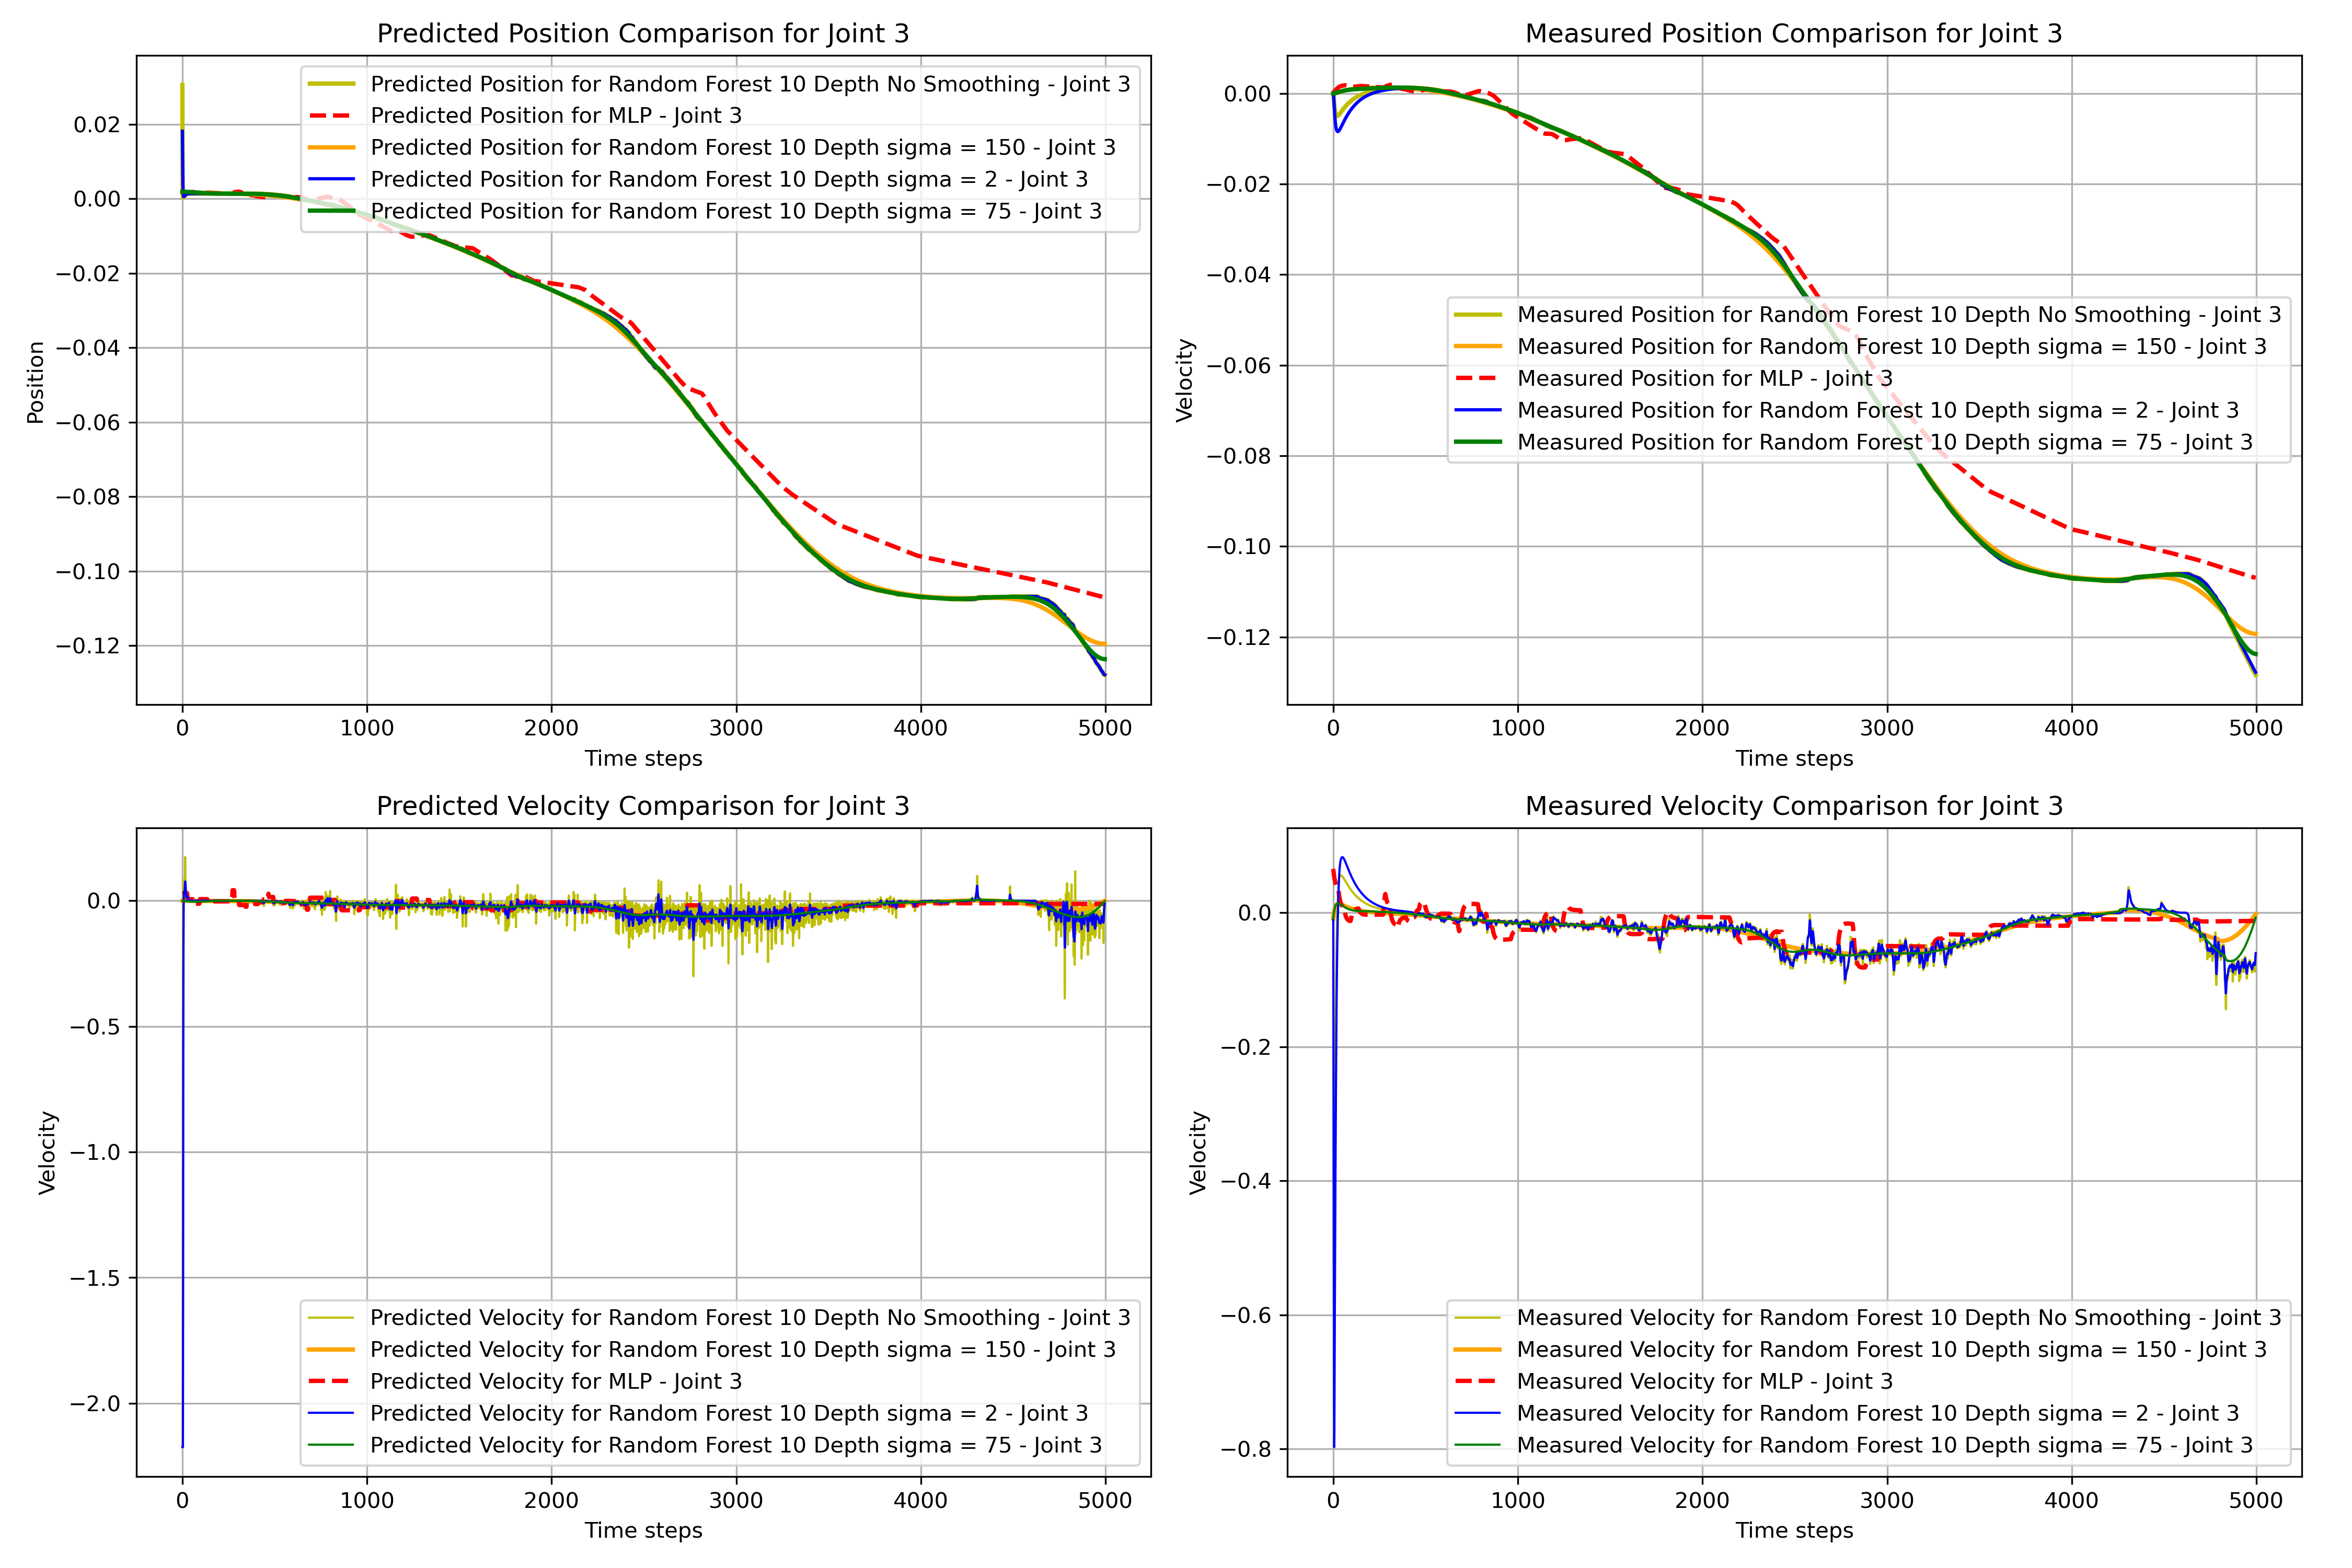 Predicted Position Comparison for Joint 3
Position
0.02
0.00
−0.02
−0.04
−0.06
−0.08
−0.10
−0.12
Predicted Position for Random Forest 10 Depth No Smoothing - Joint 3
Predicted Position for MLP - Joint 3
Predicted Position for Random Forest 10 Depth sigma = 150 - Joint 3
Predicted Position for Random Forest 10 Depth sigma = 2 - Joint 3
Predicted Position for Random Forest 10 Depth sigma = 75 - Joint 3
0 1000 2000 3000 4000 5000
Time steps
Measured Position Comparison for Joint 3
Velocity
0.00
−0.02
−0.04
−0.06
−0.08
−0.10
−0.12
Measured Position for Random Forest 10 Depth No Smoothing - Joint 3
Measured Position for Random Forest 10 Depth sigma = 150 - Joint 3
Measured Position for MLP - Joint 3
Measured Position for Random Forest 10 Depth sigma = 2 - Joint 3
Measured Position for Random Forest 10 Depth sigma = 75 - Joint 3
0 1000 2000 3000 4000 5000
Time steps
Predicted Velocity Comparison for Joint 3
Velocity
0.0
−0.5
−1.0
−1.5
−2.0
Predicted Velocity for Random Forest 10 Depth No Smoothing - Joint 3
Predicted Velocity for Random Forest 10 Depth sigma = 150 - Joint 3
Predicted Velocity for MLP - Joint 3
Predicted Velocity for Random Forest 10 Depth sigma = 2 - Joint 3
Predicted Velocity for Random Forest 10 Depth sigma = 75 - Joint 3
0 1000 2000 3000 4000 5000
Time steps
Measured Velocity Comparison for Joint 3
Velocity
0.0
−0.2
−0.4
−0.6
−0.8
Measured Velocity for Random Forest 10 Depth No Smoothing - Joint 3
Measured Velocity for Random Forest 10 Depth sigma = 150 - Joint 3
Measured Velocity for MLP - Joint 3
Measured Velocity for Random Forest 10 Depth sigma = 2 - Joint 3
Measured Velocity for Random Forest 10 Depth sigma = 75 - Joint 3
0 1000 2000 3000 4000 5000
Time steps